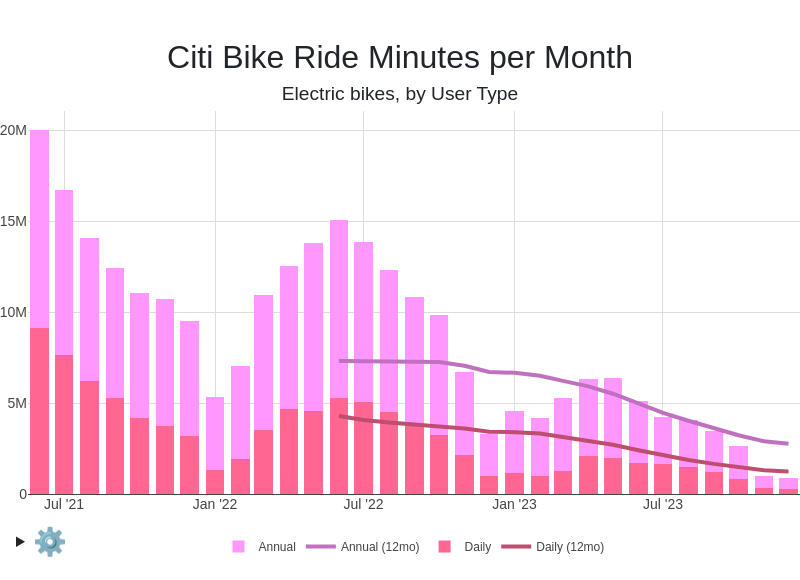 Citi Bike Ride Minutes per Month
Electric bikes, by User Type
20M
15M
10M
5M
0
Jul '21 Jan '22 Jul '22 Jan '23 Jul '23
Annual Annual (12mo) Daily Daily (12mo)